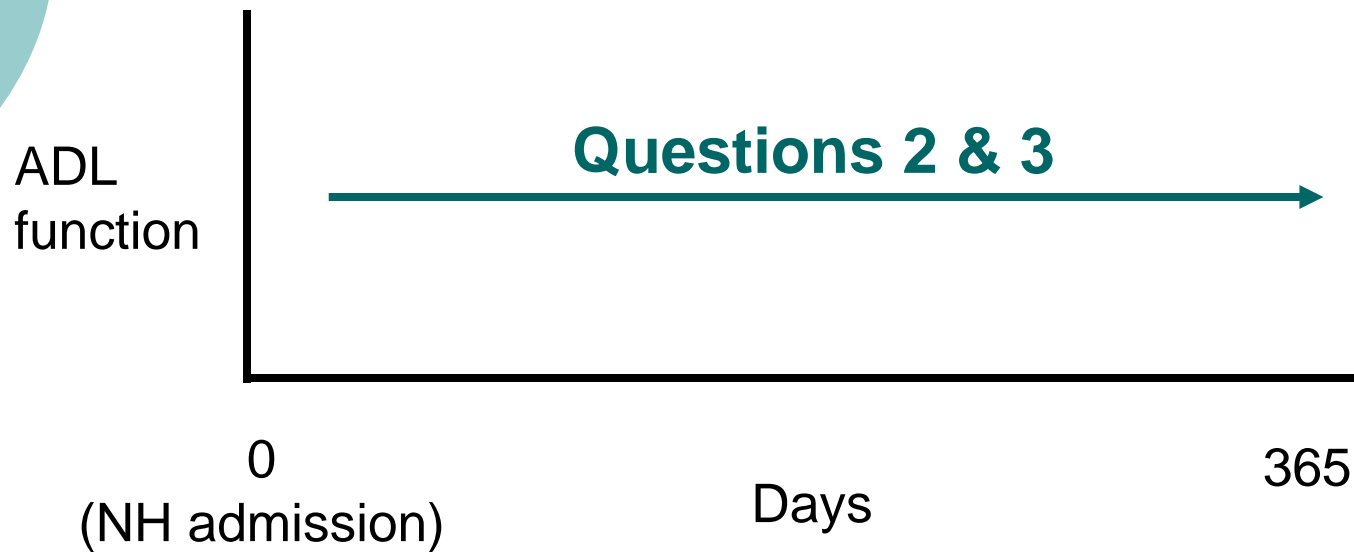 Questions 2 & 3
ADL
function
0
(NH admission)
Days
365